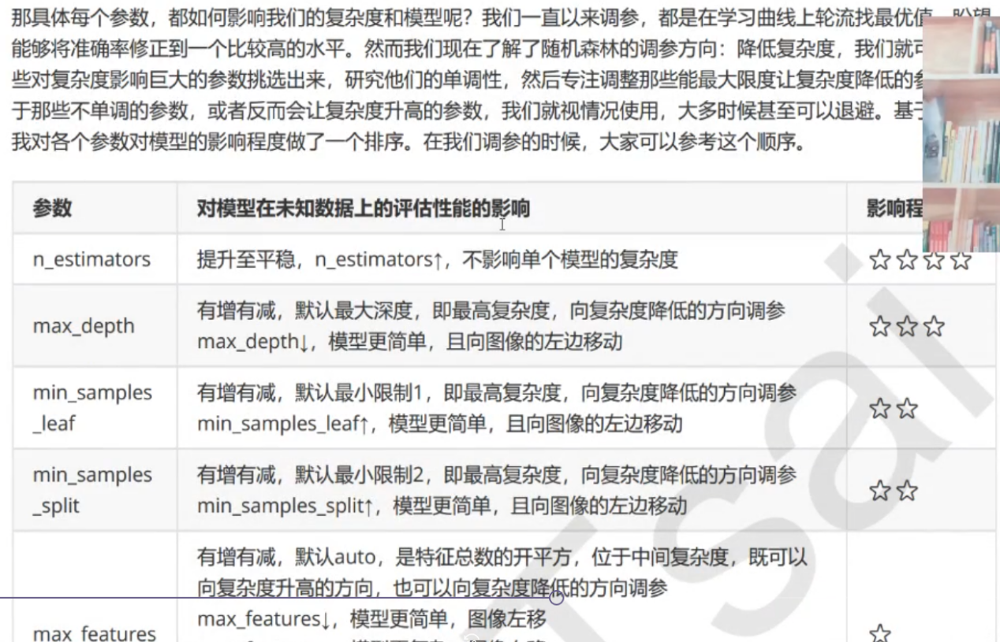 那具体每个参数，都如何影响我们的复杂度和模型呢？我们一直以来调参，都是在学习曲线上轮流找最优值，盼望
能够将准确率修正到一个比较高的水平。然而我们现在了解了随机森林的调参方向：降低复杂度，我们就可
些对复杂度影响巨大的参数挑选出来，研究他们的单调性，然后专注调整那些能最大限度让复杂度降低的参
于那些不单调的参数，或者反而会让复杂度升高的参数，我们就视情况使用，大多时候甚至可以退避。基于
我对各个参数对模型的影响程度做了一个排序。在我们调参的时候，大家可以参考这个顺序。
参数 对模型在未知数据上的评估性能的影响 影响程
n_estimators 提升至平稳，n_estimators↑，不影响单个模型的复杂度 ☆☆☆☆
max_depth 有增有减，默认最大深度，即最高复杂度，向复杂度降低的方向调参
max_depth↓，模型更简单，且向图像的左边移动 ☆☆☆
min_samples
_leaf 有增有减，默认最小限制1，即最高复杂度，向复杂度降低的方向调参
min_samples_leaf↑，模型更简单，且向图像的左边移动 ☆☆
min_samples
_split 有增有减，默认最小限制2，即最高复杂度，向复杂度降低的方向调参
min_samples_split↑，模型更简单，且向图像的左边移动 ☆☆
max_features 有增有减，默认auto，是特征总数的开平方，位于中间复杂度，既可以
向复杂度升高的方向，也可以向复杂度降低的方向调参
max_features↓，模型更简单，图像左移 ☆
Tsai